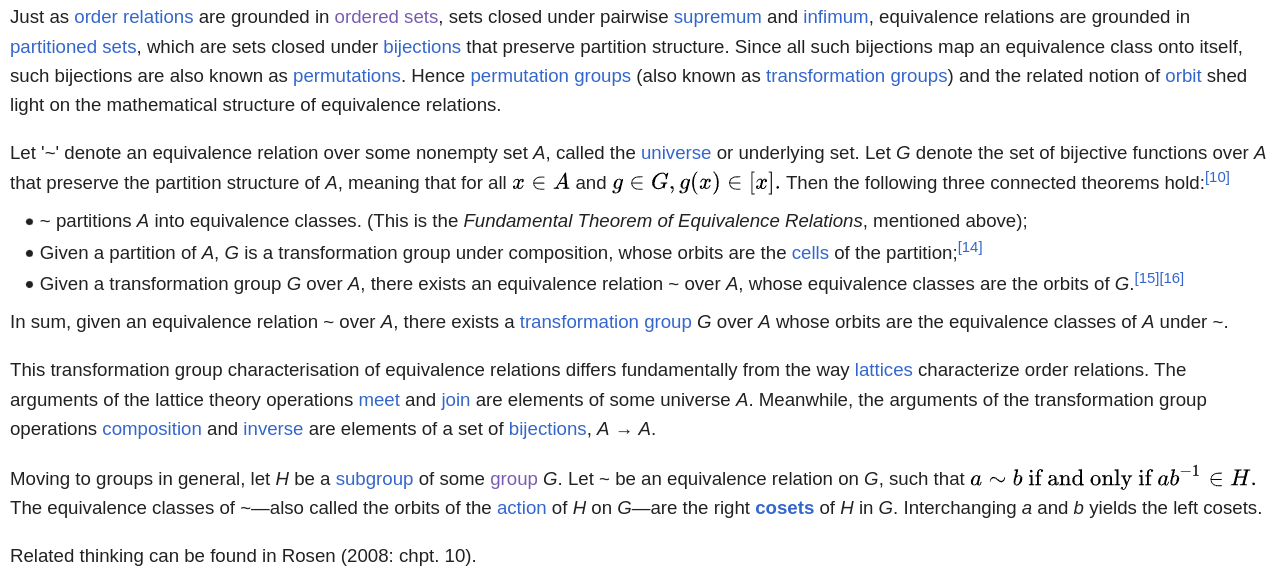 Just as order relations are grounded in ordered sets, sets closed under pairwise supremum and infimum, equivalence relations are grounded in
partitioned sets, which are sets closed under bijections that preserve partition structure. Since all such bijections map an equivalence class onto itself,
such bijections are also known as permutations. Hence permutation groups (also known as transformation groups) and the related notion of orbit shed
light on the mathematical structure of equivalence relations.
Let '~' denote an equivalence relation over some nonempty set A, called the universe or underlying set. Let G denote the set of bijective functions over A
that preserve the partition structure of A, meaning that for all x ∈ A and g ∈ G, g(x) ∈ [x]. Then the following three connected theorems hold:[10]
• ~ partitions A into equivalence classes. (This is the Fundamental Theorem of Equivalence Relations, mentioned above);
• Given a partition of A, G is a transformation group under composition, whose orbits are the cells of the partition;[14]
• Given a transformation group G over A, there exists an equivalence relation ~ over A, whose equivalence classes are the orbits of G.[15][16]
In sum, given an equivalence relation ~ over A, there exists a transformation group G over A whose orbits are the equivalence classes of A under ~.
This transformation group characterisation of equivalence relations differs fundamentally from the way lattices characterize order relations. The
arguments of the lattice theory operations meet and join are elements of some universe A. Meanwhile, the arguments of the transformation group
operations composition and inverse are elements of a set of bijections, A → A.
Moving to groups in general, let H be a subgroup of some group G. Let ~ be an equivalence relation on G, such that a ∼ b if and only if ab⁻¹ ∈ H.
The equivalence classes of ~—also called the orbits of the action of H on G—are the right cosets of H in G. Interchanging a and b yields the left cosets.
Related thinking can be found in Rosen (2008: chpt. 10).